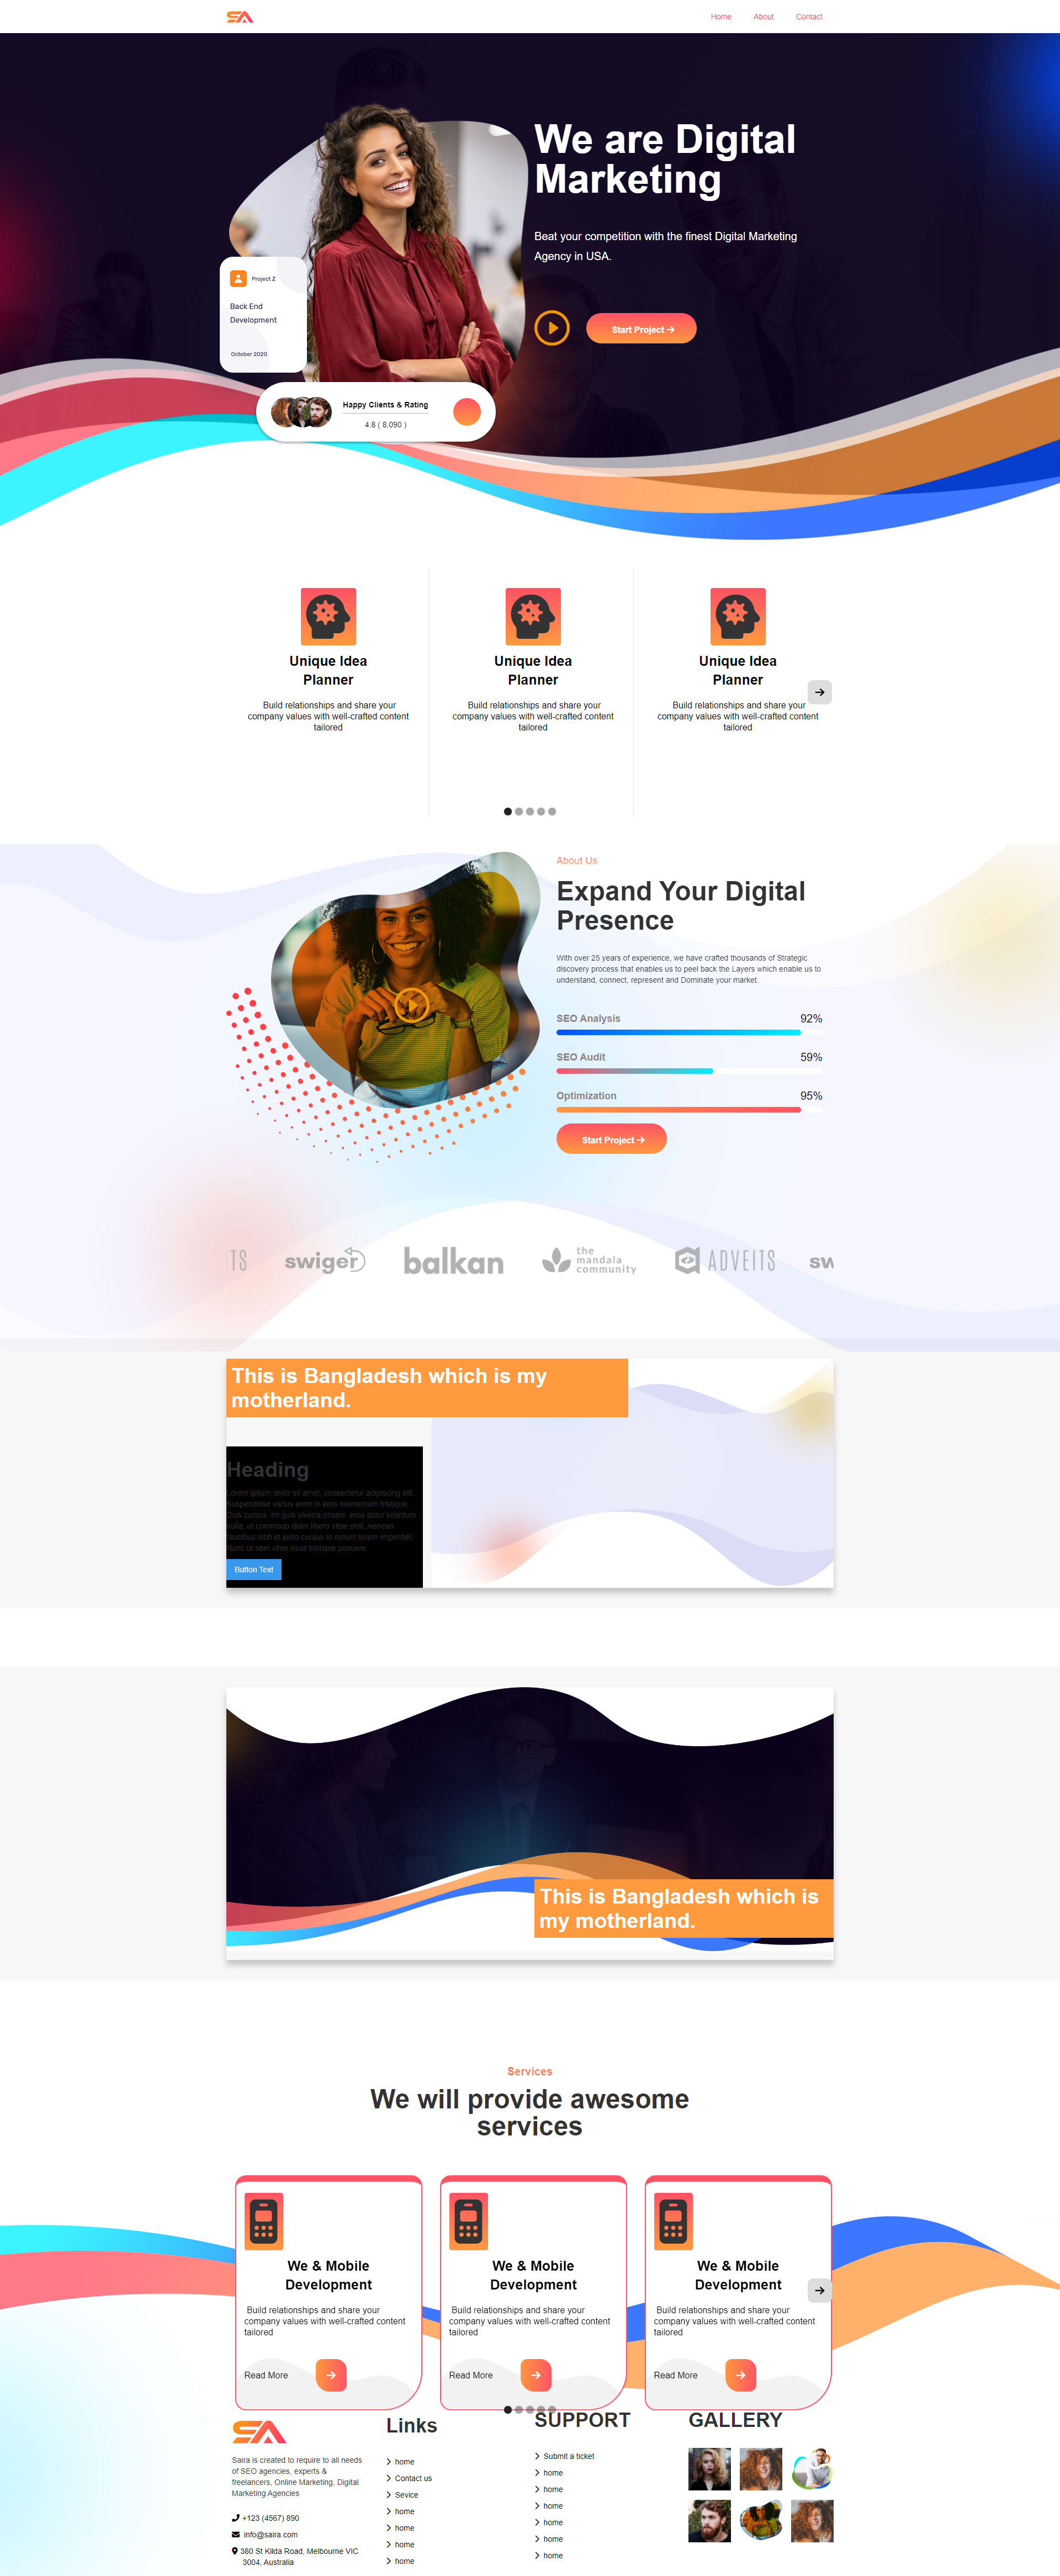 SA
Home About Contact
We are Digital
Marketing
Beat your competition with the finest Digital Marketing
Agency in USA.
Start Project
Project Z
Back End
Development
October 2020
Happy Clients & Rating
4.8 ( 8,090 )
Unique Idea
Planner
Build relationships and share your
company values with well-crafted content
tailored
Unique Idea
Planner
Build relationships and share your
company values with well-crafted content
tailored
Unique Idea
Planner
Build relationships and share your
company values with well-crafted content
tailored
About Us
Expand Your Digital
Presence
With over 25 years of experience, we have crafted thousands of Strategic
discovery process that enables us to peel back the Layers which enable us to
understand, connect, represent and Dominate your market.
SEO Analysis 92%
SEO Audit 59%
Optimization 95%
Start Project
ITS
swiger
balkan
the
mandala
community
ADVEITS
sw
This is Bangladesh which is my
motherland.
Heading
Lorem ipsum dolor sit amet, consectetur adipiscing elit.
Suspendisse varius enim in eros elementum tristique.
Duis cursus, mi quis viverra ornare, eros dolor interdum
nulla, ut commodo diam libero vitae erat. Aenean
faucibus nibh et justo cursus id rutrum lorem imperdiet.
Nunc ut sem vitae risus tristique posuere.
Button Text
This is Bangladesh which is
my motherland.
Services
We will provide awesome
services
We & Mobile
Development
Build relationships and share your
company values with well-crafted content
tailored
Read More
We & Mobile
Development
Build relationships and share your
company values with well-crafted content
tailored
Read More
We & Mobile
Development
Build relationships and share your
company values with well-crafted content
tailored
Read More
SA
Saira is created to require to all needs
of SEO agencies, experts &
freelancers, Online Marketing, Digital
Marketing Agencies
+123 (4567) 890
info@saira.com
380 St Kilda Road, Melbourne VIC
3004, Australia
Links
home
Contact us
Sevice
home
home
home
home
SUPPORT
Submit a ticket
home
home
home
home
home
home
GALLERY